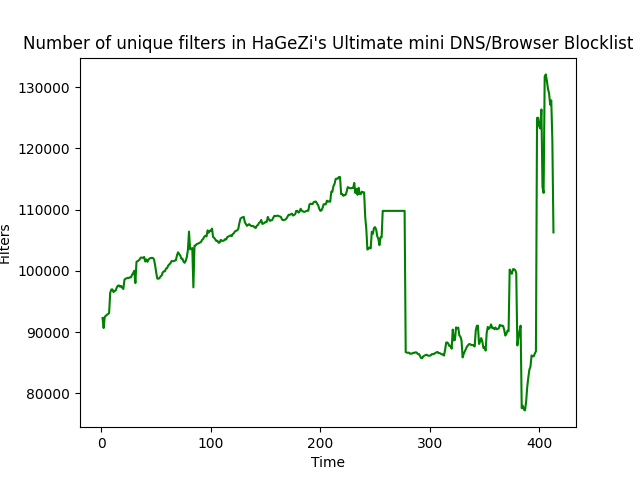 Number of unique filters in HaGeZi's Ultimate mini DNS/Browser Blocklist
130000
120000
110000
100000
90000
80000
Filters
0 100 200 300 400
Time